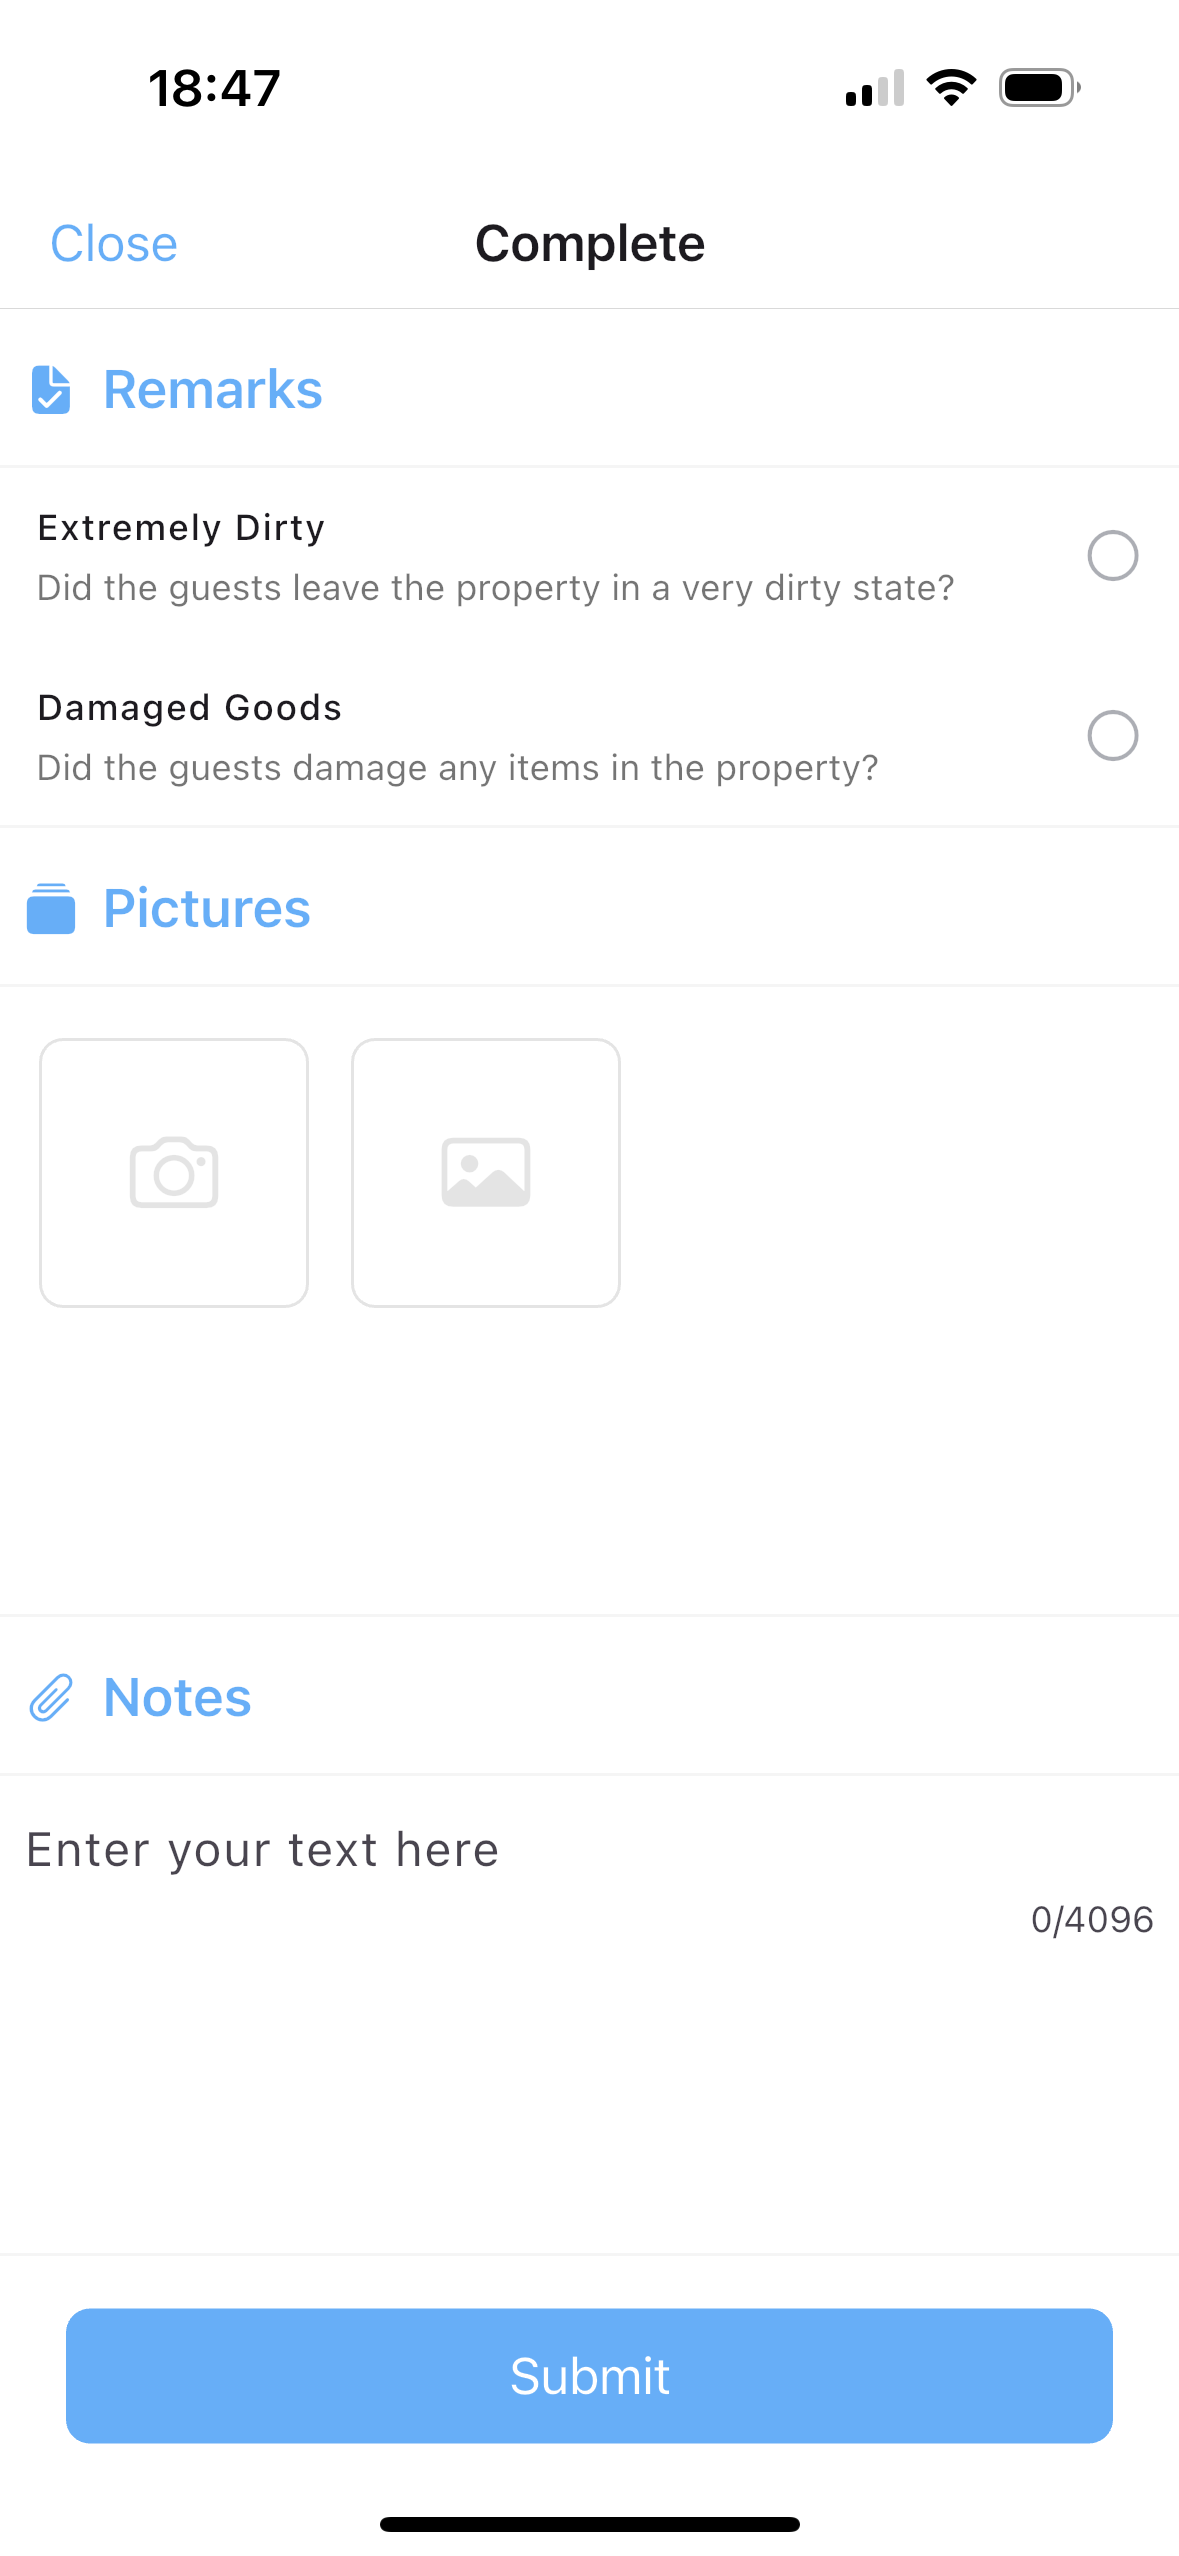 18:47
Close
Complete
Remarks
Extremely Dirty
Did the guests leave the property in a very dirty state?
Damaged Goods
Did the guests damage any items in the property?
Pictures
Notes
Enter your text here
0/4096
Submit